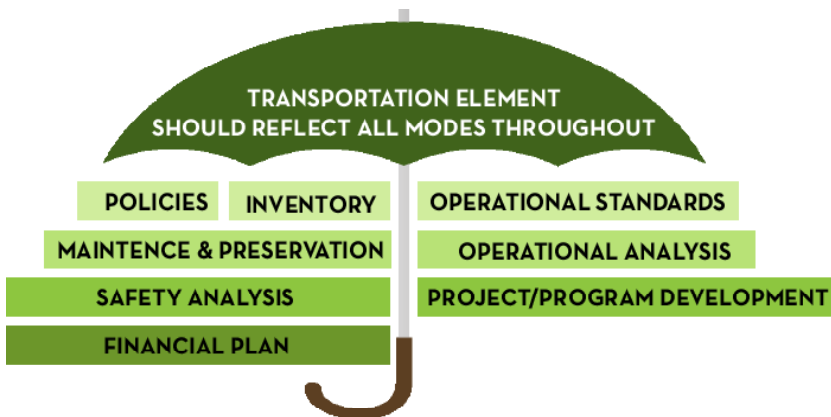 TRANSPORTATION ELEMENT
SHOULD REFLECT ALL MODES THROUGHOUT
POLICIES
INVENTORY
OPERATIONAL STANDARDS
MAINTENCE & PRESERVATION
OPERATIONAL ANALYSIS
SAFETY ANALYSIS
PROJECT/PROGRAM DEVELOPMENT
FINANCIAL PLAN